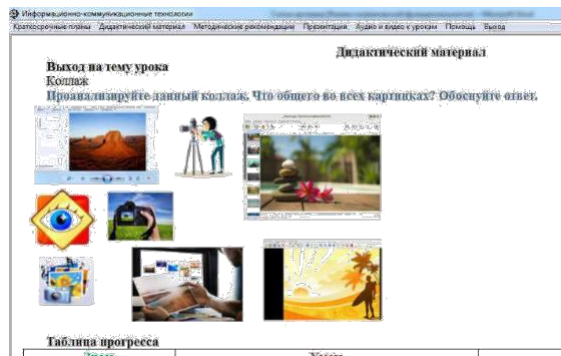 Информационно-коммуникационные технологии
Краткосрочные планы Дидактический материал Методические рекомендации Презентации Аудио и видео к урокам Помощь Выход
Дидактический материал
Выход на тему урока
Коллаж
Проанализируйте данный коллаж. Что общего во всех картинках? Обоснуйте ответ.
Таблица прогресса